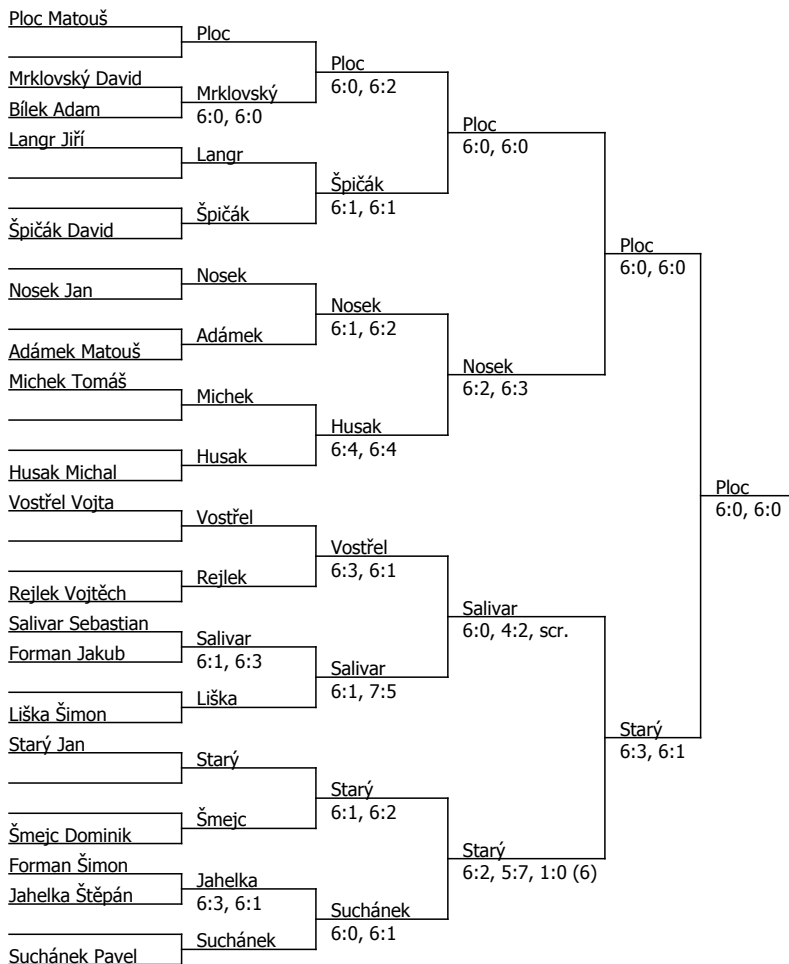 Ploc Matouš
Mrklovský David
Bílek Adam
Langr Jiří
Špičák David
Nosek Jan
Adámek Matouš
Michek Tomáš
Husak Michal
Vostřel Vojta
Rejlek Vojtěch
Salivar Sebastian
Forman Jakub
Liška Šimon
Starý Jan
Šmejc Dominik
Forman Šimon
Jahelka Štěpán
Suchánek Pavel
Ploc
Mrklovský
6:0, 6:0
Langr
Špičák
Nosek
Adámek
Michek
Husak
Vostřel
Rejlek
Salivar
6:1, 6:3
Liška
Starý
Šmejc
Jahelka
6:3, 6:1
Suchánek
Ploc
6:0, 6:2
Špičák
6:1, 6:1
Nosek
6:1, 6:2
Husak
6:4, 6:4
Vostřel
6:3, 6:1
Salivar
6:1, 7:5
Starý
6:1, 6:2
Suchánek
6:0, 6:1
Ploc
6:0, 6:0
Nosek
6:2, 6:3
Salivar
6:0, 4:2, scr.
Starý
6:2, 5:7, 1:0 (6)
Ploc
6:0, 6:0
Starý
6:3, 6:1
Ploc
6:0, 6:0